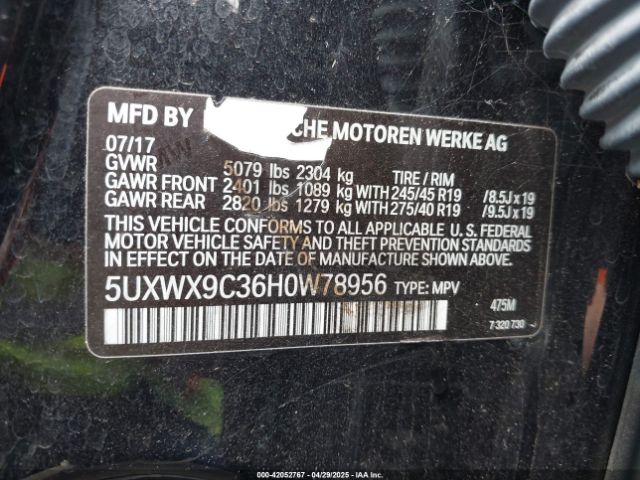 MFD BY CHE MOTOREN WERKE AG
07/17
GVWR 5079 lbs 2304 kg TIRE / RIM
GAWR FRONT 2401 lbs 1089 kg WITH 245/45 R19 /8.5J x 19
GAWR REAR 2820 lbs 1279 kg WITH 275/40 R19 /9.5J x 19
THIS VEHICLE CONFORMS TO ALL APPLICABLE U. S. FEDERAL
MOTOR VEHICLE SAFETY AND THEFT PREVENTION STANDARDS
IN EFFECT ON THE DATE OF MANUFACTURE SHOWN ABOVE.
5UXWX9C36H0W78956 TYPE: MPV
475M
7 320 730
000-42052767 - 04/29/2025 - IAA Inc.